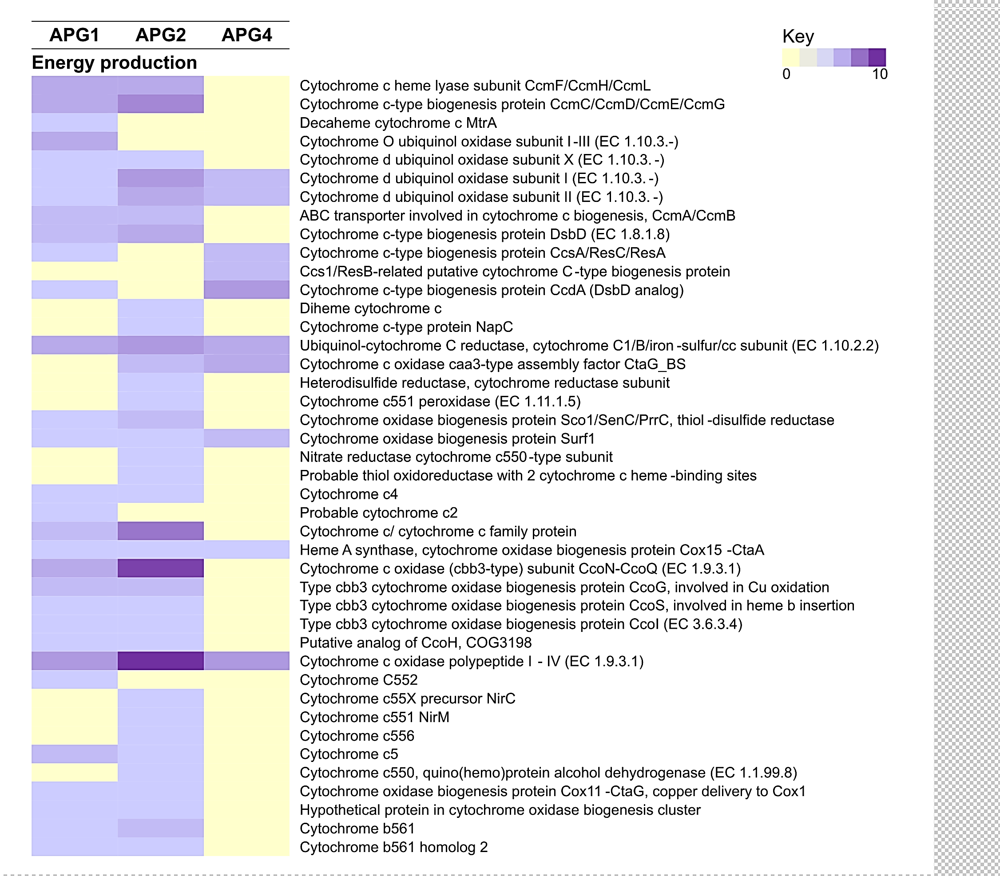 APG1 APG2 APG4
Key
0 10
Energy production
Cytochrome c heme lyase subunit CcmF/CcmH/CcmL
Cytochrome c-type biogenesis protein CcmC/CcmD/CcmE/CcmG
Decaheme cytochrome c MtrA
Cytochrome O ubiquinol oxidase subunit I-III (EC 1.10.3.-)
Cytochrome d ubiquinol oxidase subunit X (EC 1.10.3.-)
Cytochrome d ubiquinol oxidase subunit I (EC 1.10.3.-)
Cytochrome d ubiquinol oxidase subunit II (EC 1.10.3.-)
ABC transporter involved in cytochrome c biogenesis, CcmA/CcmB
Cytochrome c-type biogenesis protein DsbD (EC 1.8.1.8)
Cytochrome c-type biogenesis protein CcsA/ResC/ResA
Ccs1/ResB-related putative cytochrome C-type biogenesis protein
Cytochrome c-type biogenesis protein CcdA (DsbD analog)
Diheme cytochrome c
Cytochrome c-type protein NapC
Ubiquinol-cytochrome C reductase, cytochrome C1/B/iron-sulfur/cc subunit (EC 1.10.2.2)
Cytochrome c oxidase caa3-type assembly factor CtaG_BS
Heterodisulfide reductase, cytochrome reductase subunit
Cytochrome c551 peroxidase (EC 1.11.1.5)
Cytochrome oxidase biogenesis protein Sco1/SenC/PrrC, thiol-disulfide reductase
Cytochrome oxidase biogenesis protein Surf1
Nitrate reductase cytochrome c550-type subunit
Probable thiol oxidoreductase with 2 cytochrome c heme-binding sites
Cytochrome c4
Probable cytochrome c2
Cytochrome c/ cytochrome c family protein
Heme A synthase, cytochrome oxidase biogenesis protein Cox15-CtaA
Cytochrome c oxidase (cbb3-type) subunit CcoN-CcoQ (EC 1.9.3.1)
Type cbb3 cytochrome oxidase biogenesis protein CcoG, involved in Cu oxidation
Type cbb3 cytochrome oxidase biogenesis protein CcoS, involved in heme b insertion
Type cbb3 cytochrome oxidase biogenesis protein CcoI (EC 3.6.3.4)
Putative analog of CcoH, COG3198
Cytochrome c oxidase polypeptide I - IV (EC 1.9.3.1)
Cytochrome C552
Cytochrome c55X precursor NirC
Cytochrome c551 NirM
Cytochrome c556
Cytochrome c5
Cytochrome c550, quino(hemo)protein alcohol dehydrogenase (EC 1.1.99.8)
Cytochrome oxidase biogenesis protein Cox11-CtaG, copper delivery to Cox1
Hypothetical protein in cytochrome oxidase biogenesis cluster
Cytochrome b561
Cytochrome b561 homolog 2